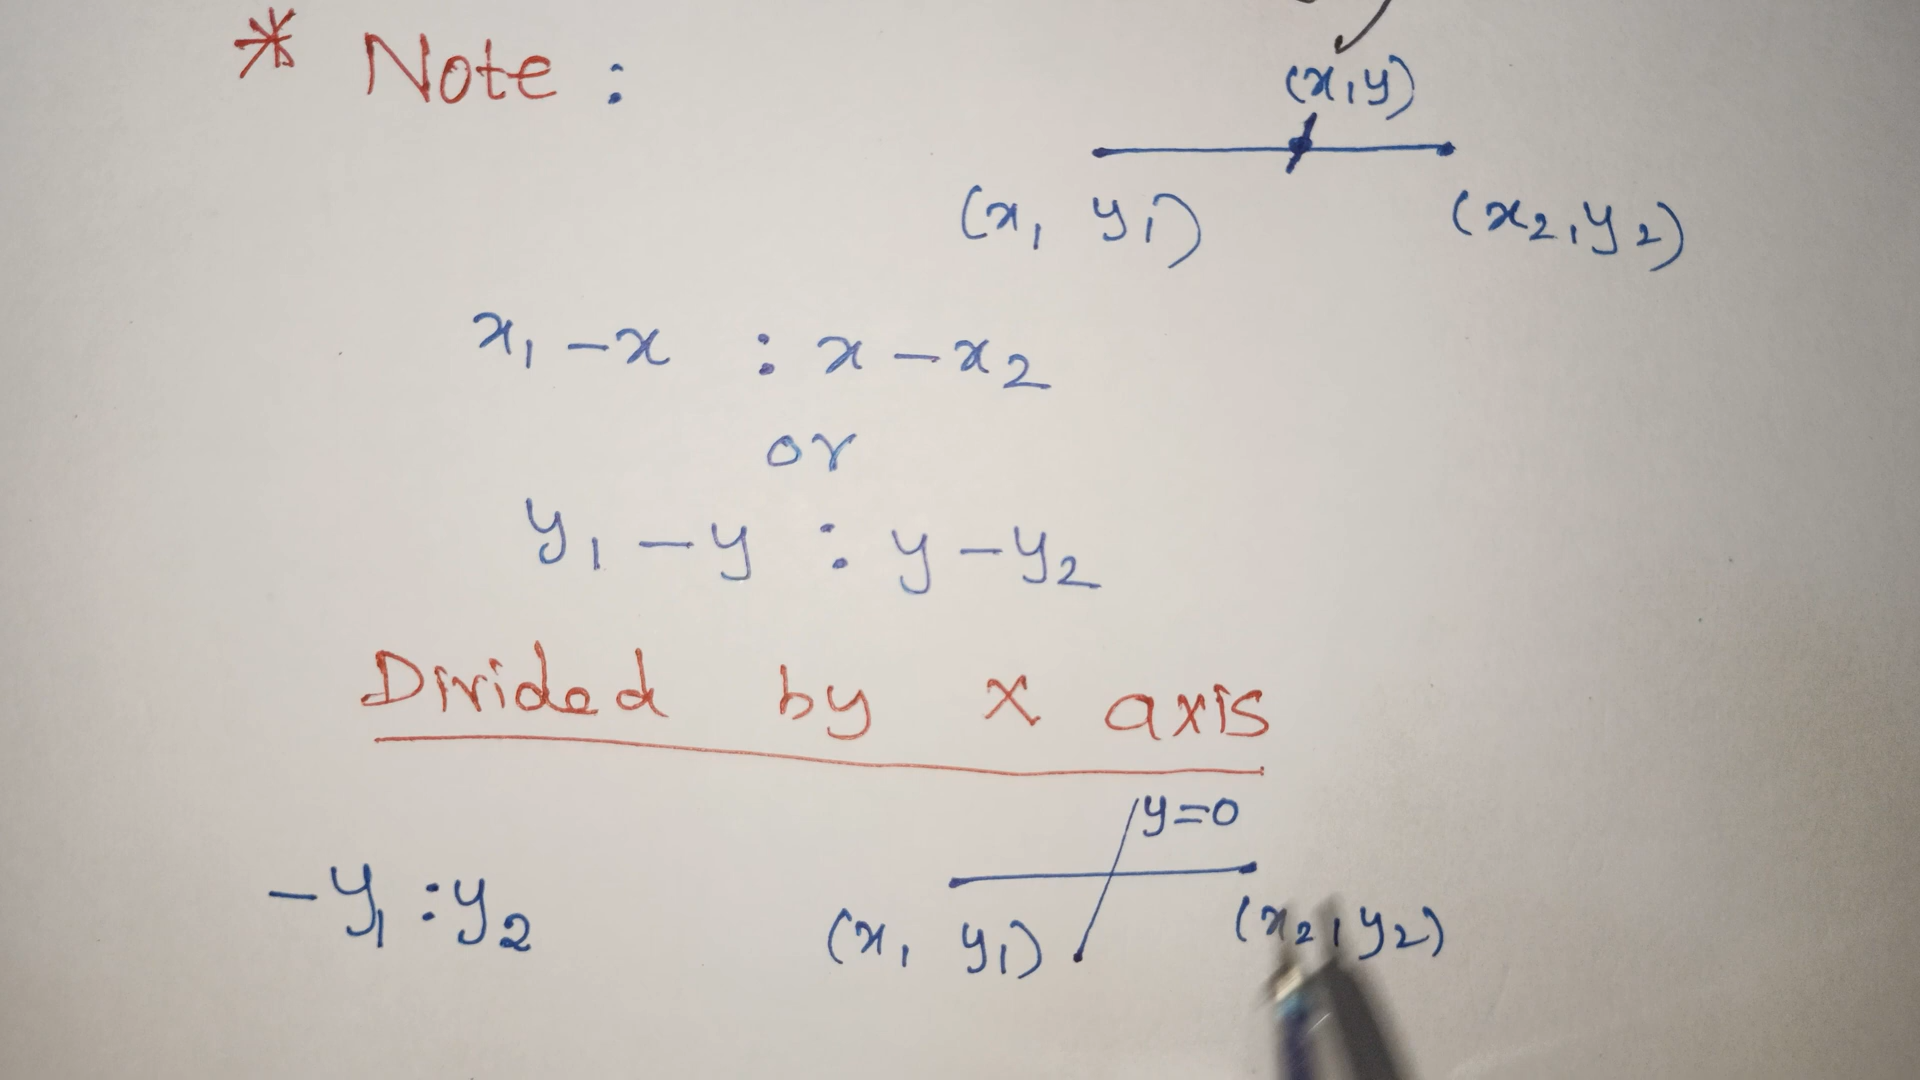 * Note :
(x, y)
(x₁ y₁)
(x₂, y₂)
x₁ - x : x - x₂
or
y₁ - y : y - y₂
Divided by x axis
y=0
-y₁ : y₂
(x₁ y₁)
(x₂, y₂)